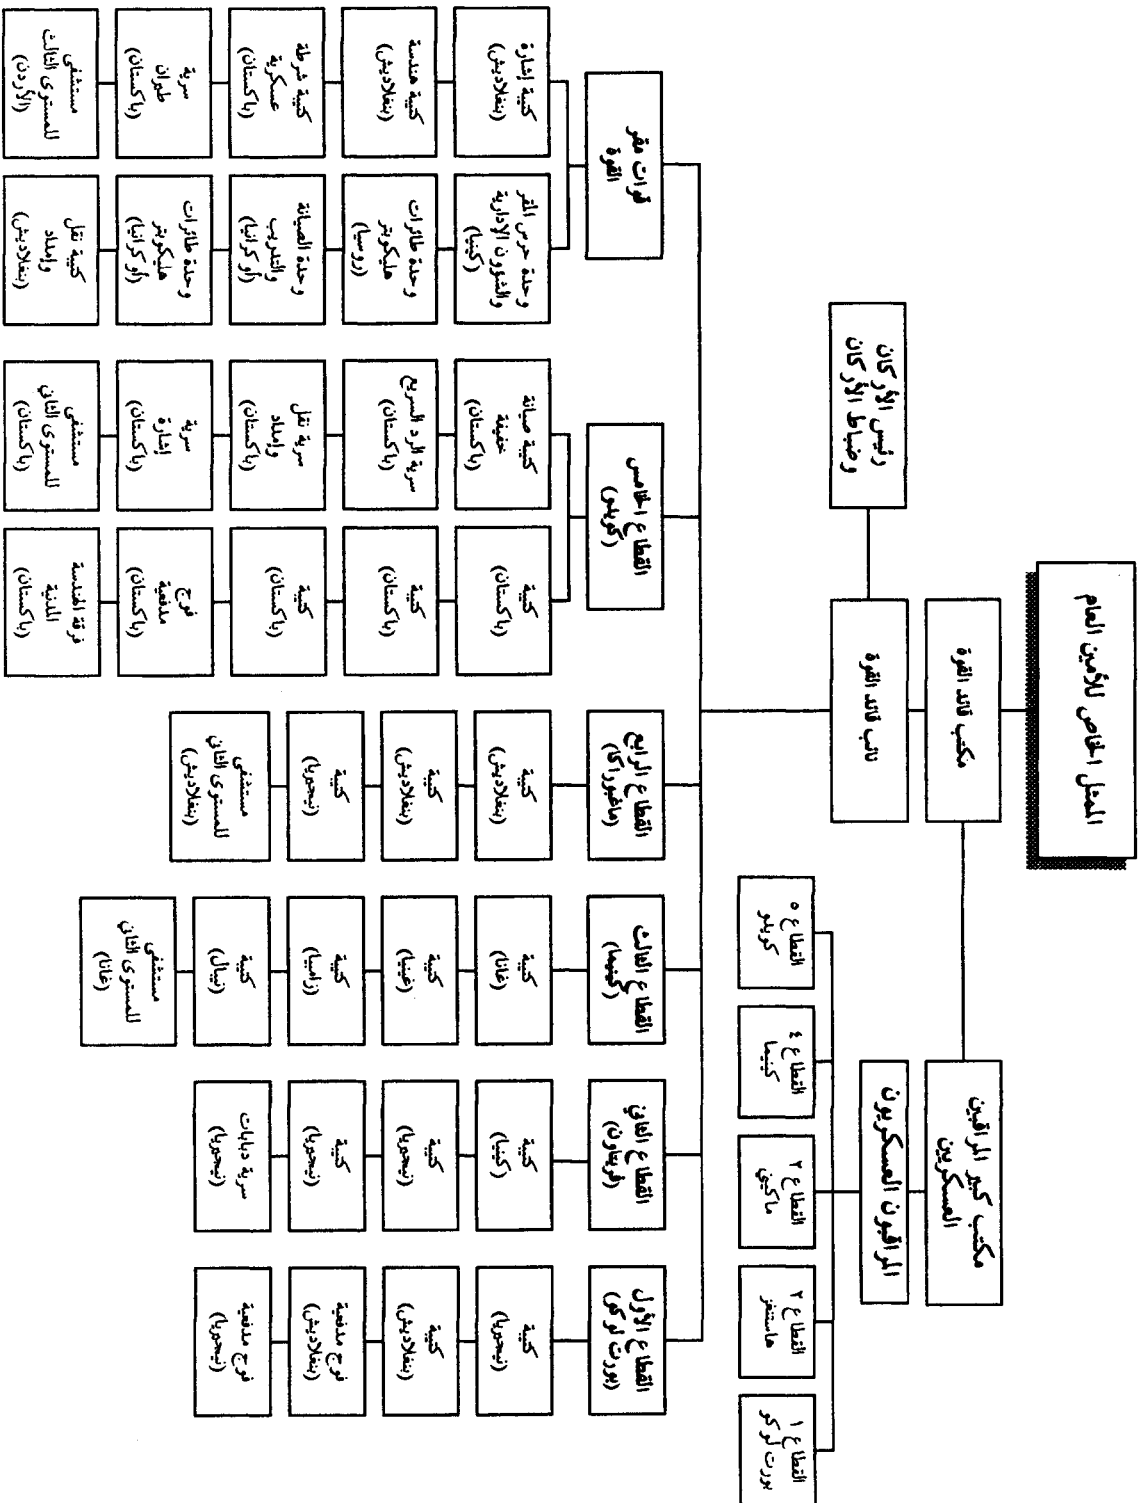 الممثل الخاص للأمين العام
مكتب قائد القوة
نائب قائد القوة
رئيس الأركان
وضباط الأركان
مكتب كبير المراقبين
العسكريين
المراقبون العسكريون
القطاع ١
بورت لوكو
القطاع ٢
هاستنغز
القطاع ٣
ماكيني
القطاع ٤
كينيما
القطاع ٥
كويدو
القطاع الأول
(بورت لوكو)
كتيبة
(نيجيريا)
كتيبة
(بنغلاديش)
فوج مدفعية
(بنغلاديش)
فوج مدفعية
(نيجيريا)
القطاع الثاني
(فريتاون)
كتيبة
(كينيا)
كتيبة
(نيجيريا)
كتيبة
(نيجيريا)
سرية دبابات
(نيجيريا)
القطاع الثالث
(كينيما)
كتيبة
(غانا)
كتيبة
(غينيا)
كتيبة
(زامبيا)
كتيبة
(نيبال)
مستشفى
للمستوى الثاني
(غانا)
القطاع الرابع
(ماغبوراكا)
كتيبة
(بنغلاديش)
كتيبة
(بنغلاديش)
كتيبة
(نيجيريا)
مستشفى
للمستوى الثاني
(بنغلاديش)
القطاع الخامس
(كويدو)
كتيبة
(باكستان)
كتيبة
(باكستان)
كتيبة
(باكستان)
فوج
مدفعية
(باكستان)
فرقة الهندسة
المدنية
(باكستان)
كتيبة صيانة
خفيفة
(باكستان)
سرية الرد السريع
(باكستان)
سرية نقل
وإمداد
(باكستان)
سرية
إشارة
(باكستان)
مستشفى
للمستوى الثاني
(باكستان)
قوات مقر
القوة
وحدة حرس المقر
والشؤون الإدارية
(كينيا)
وحدة طائرات
هليكوبتر
(روسيا)
وحدة الصيانة
والتدريب
(أوكرانيا)
وحدة طائرات
هليكوبتر
(أوكرانيا)
كتيبة نقل
وإمداد
(بنغلاديش)
كتيبة إشارة
(بنغلاديش)
كتيبة هندسة
(بنغلاديش)
كتيبة شرطة
عسكرية
(باكستان)
سرية
طيران
(باكستان)
مستشفى
للمستوى الثالث
(الأردن)